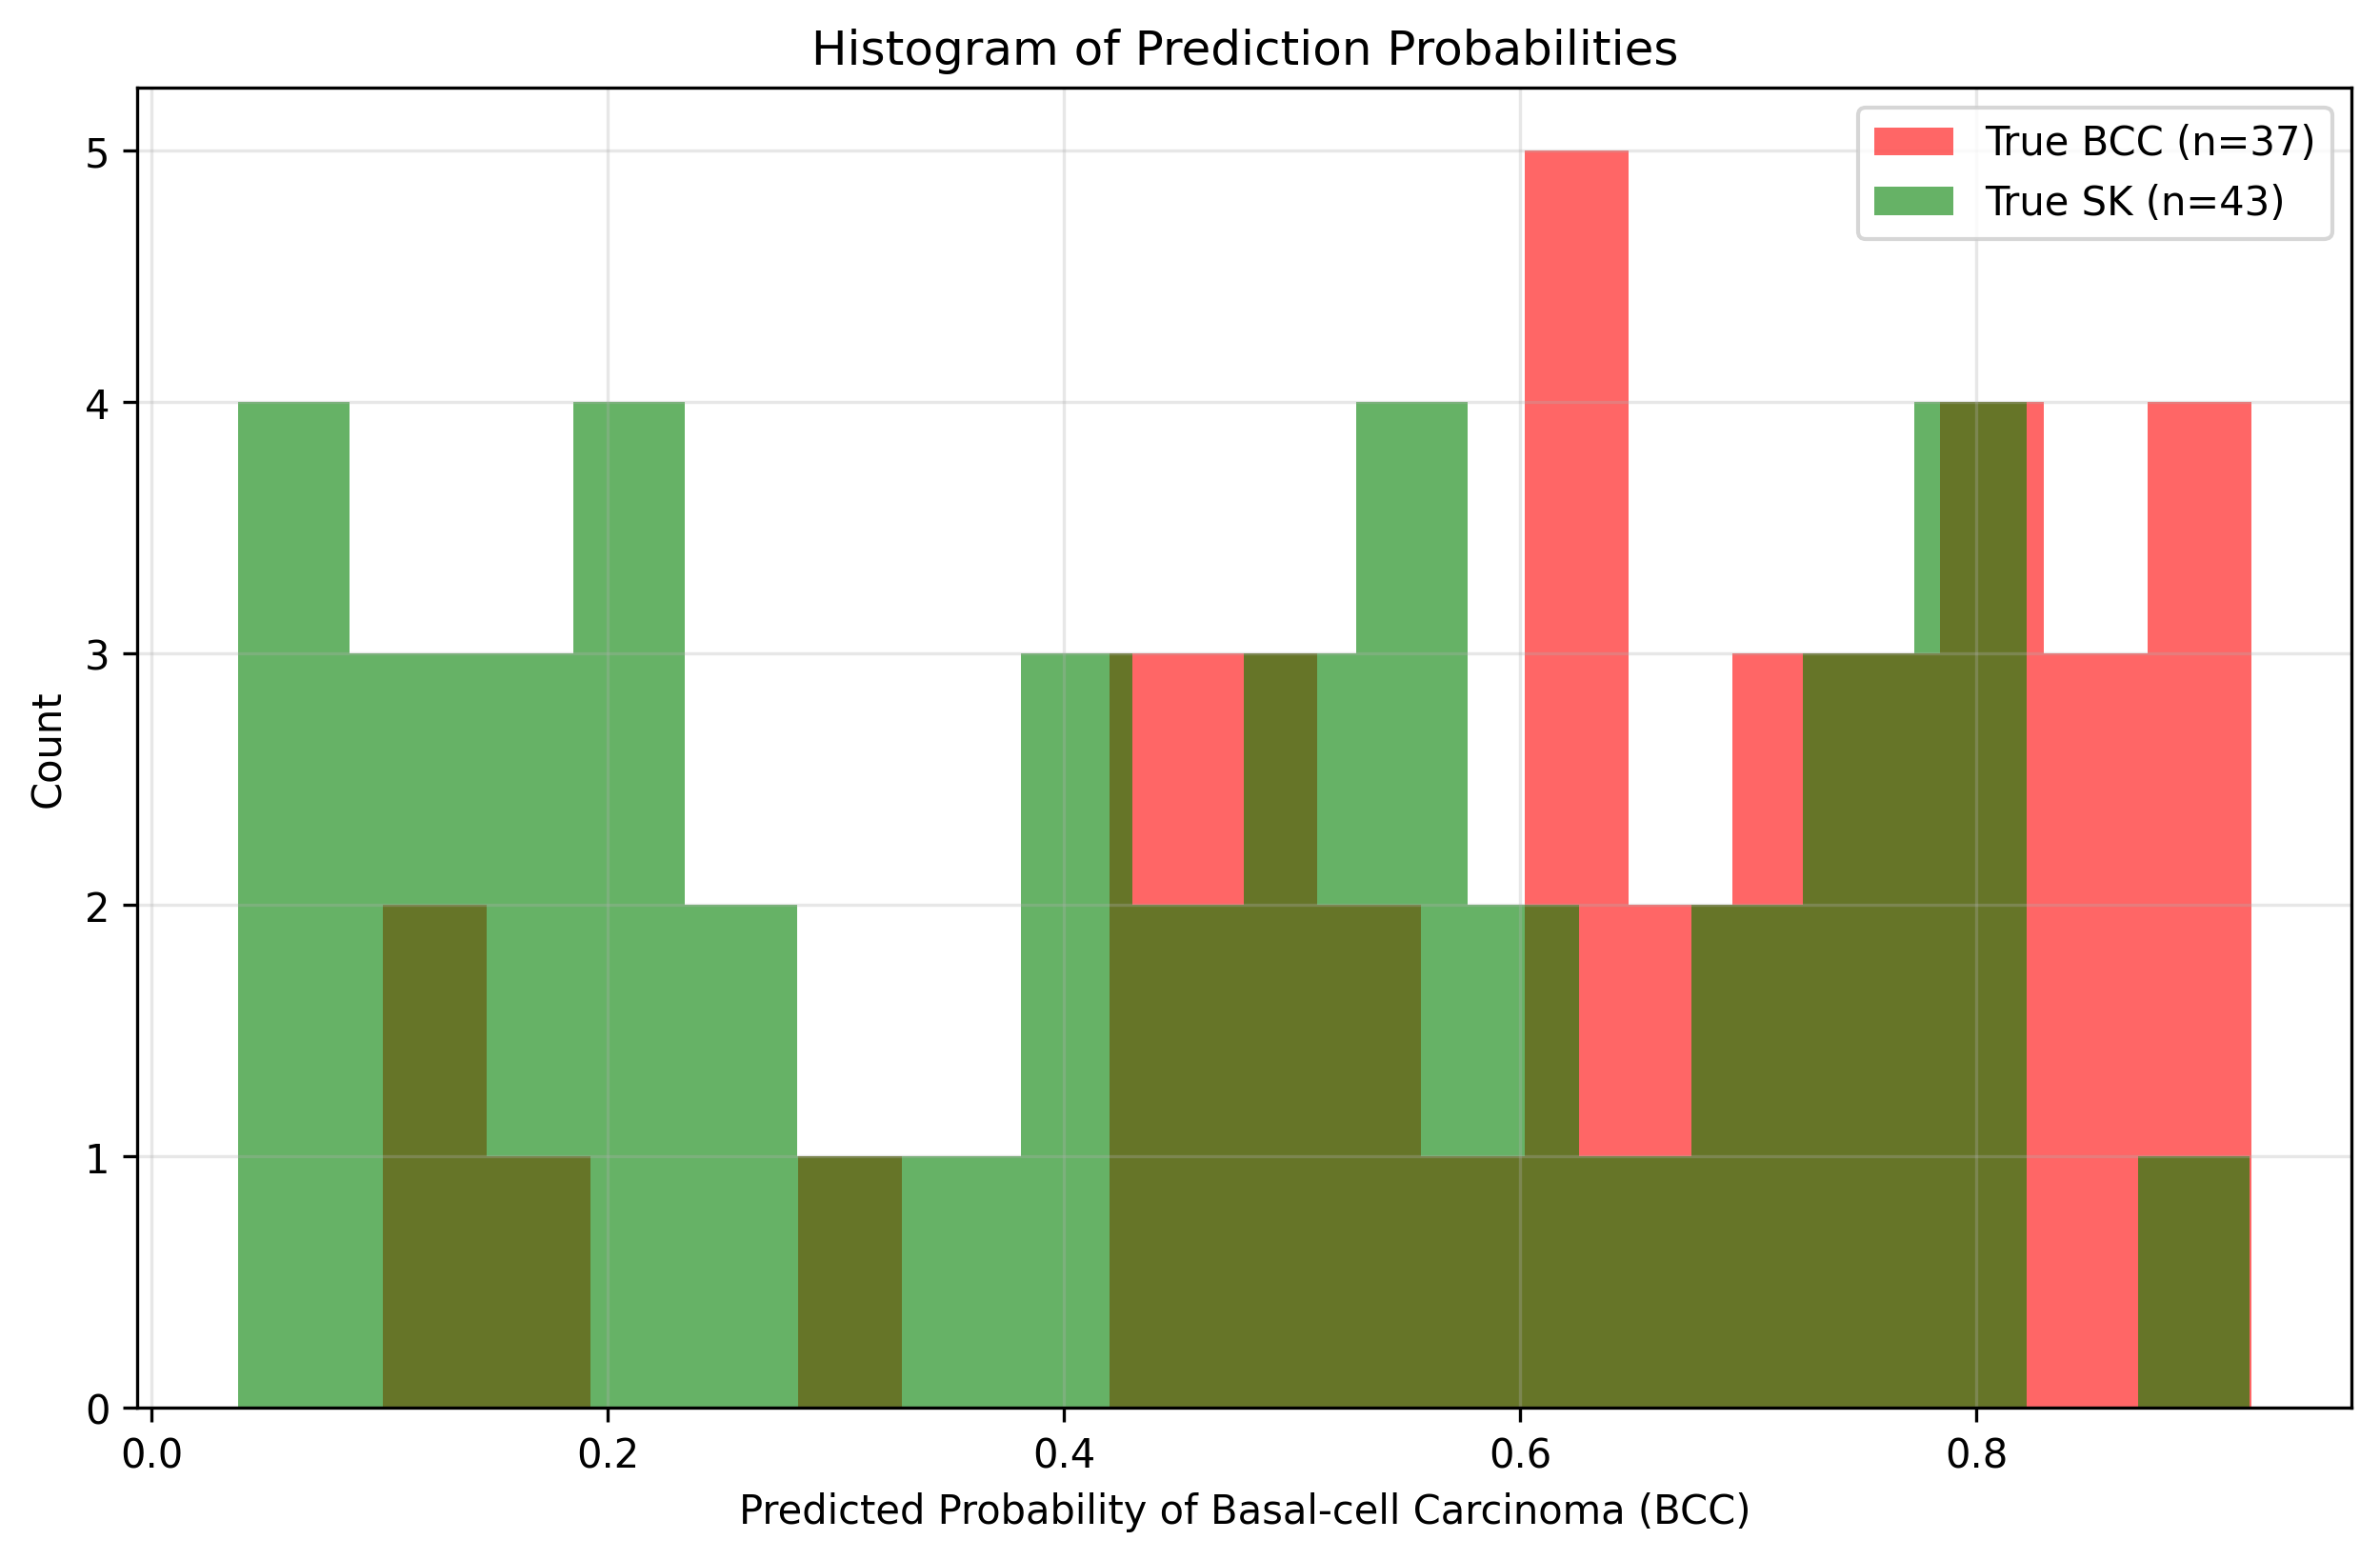 Histogram of Prediction Probabilities
True BCC (n=37)
True SK (n=43)
5
4
3
2
1
0
Count
0.0 0.2 0.4 0.6 0.8
Predicted Probability of Basal-cell Carcinoma (BCC)